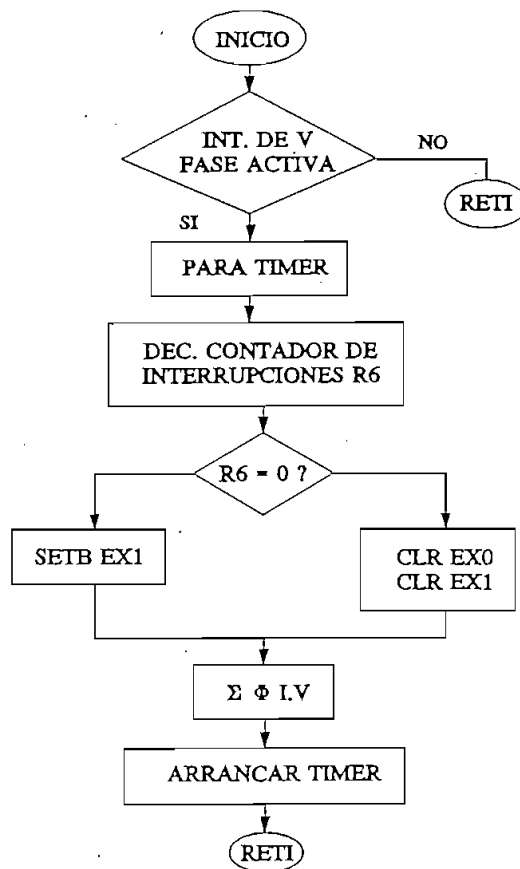 INICIO
INT. DE V
FASE ACTIVA
NO
RETI
SI
PARA TIMER
DEC. CONTADOR DE
INTERRUPCIONES R6
R6 = 0 ?
SETB EX1
CLR EX0
CLR EX1
Σ Φ I.V
ARRANCAR TIMER
RETI